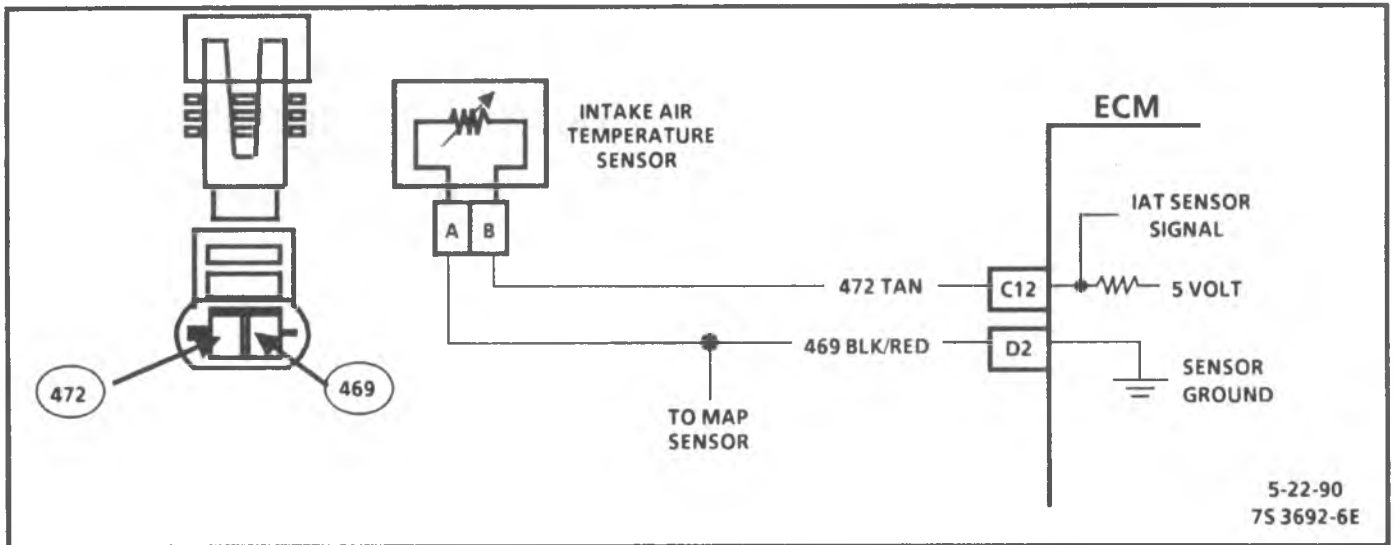 INTAKE AIR
TEMPERATURE
SENSOR
A B
472
469
472 TAN
469 BLK/RED
TO MAP
SENSOR
ECM
C12
D2
IAT SENSOR
SIGNAL
5 VOLT
SENSOR
GROUND
5-22-90
7S 3692-6E